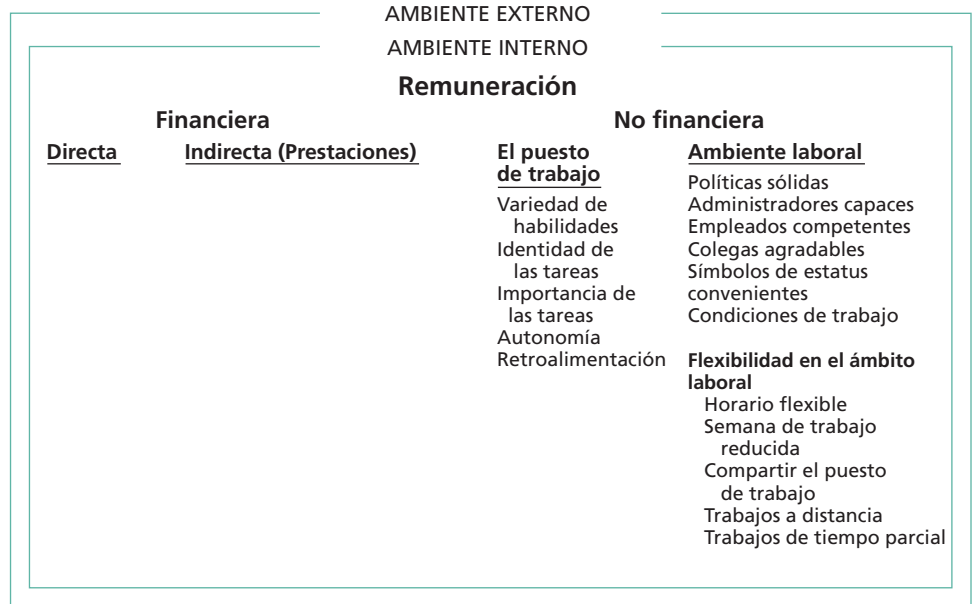 AMBIENTE EXTERNO
AMBIENTE INTERNO
Remuneración
Financiera
No financiera
Directa
Indirecta (Prestaciones)
El puesto
de trabajo
Variedad de
habilidades
Identidad de
las tareas
Importancia de
las tareas
Autonomía
Retroalimentación
Ambiente laboral
Políticas sólidas
Administradores capaces
Empleados competentes
Colegas agradables
Símbolos de estatus
convenientes
Condiciones de trabajo
Flexibilidad en el ámbito
laboral
Horario flexible
Semana de trabajo
reducida
Compartir el puesto
de trabajo
Trabajos a distancia
Trabajos de tiempo parcial